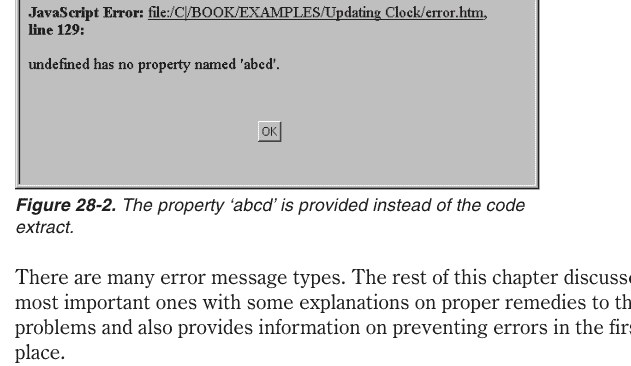 JavaScript Error: file:/C|/BOOK/EXAMPLES/Updating Clock/error.htm,
line 129:
undefined has no property named 'abcd'.
OK
Figure 28-2. The property ‘abcd’ is provided instead of the code
extract.
There are many error message types. The rest of this chapter discusse
most important ones with some explanations on proper remedies to th
problems and also provides information on preventing errors in the firs
place.